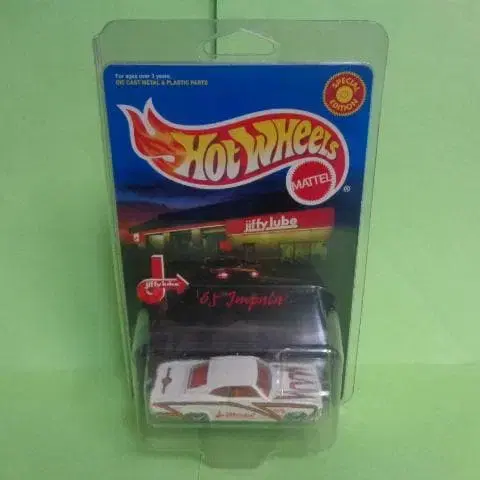 For ages over 3 years.
DIE CAST METAL & PLASTIC PARTS
SPECIAL
EDITION
HOT WHEELS
MATTEL
®
jiffy lube
jiffy lube
'65 Impala